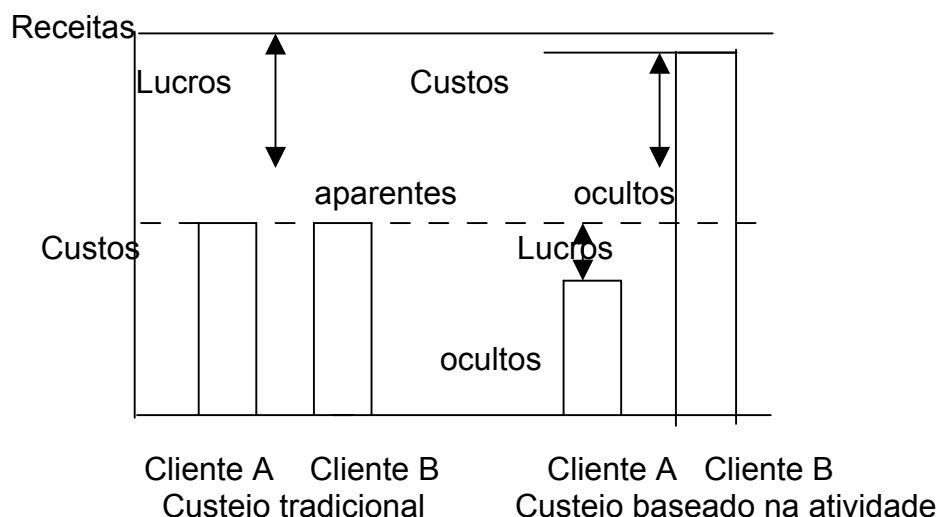 Receitas
Lucros Custos
aparentes ocultos
Custos Lucros
ocultos
Cliente A Cliente B Cliente A Cliente B
Custeio tradicional Custeio baseado na atividade